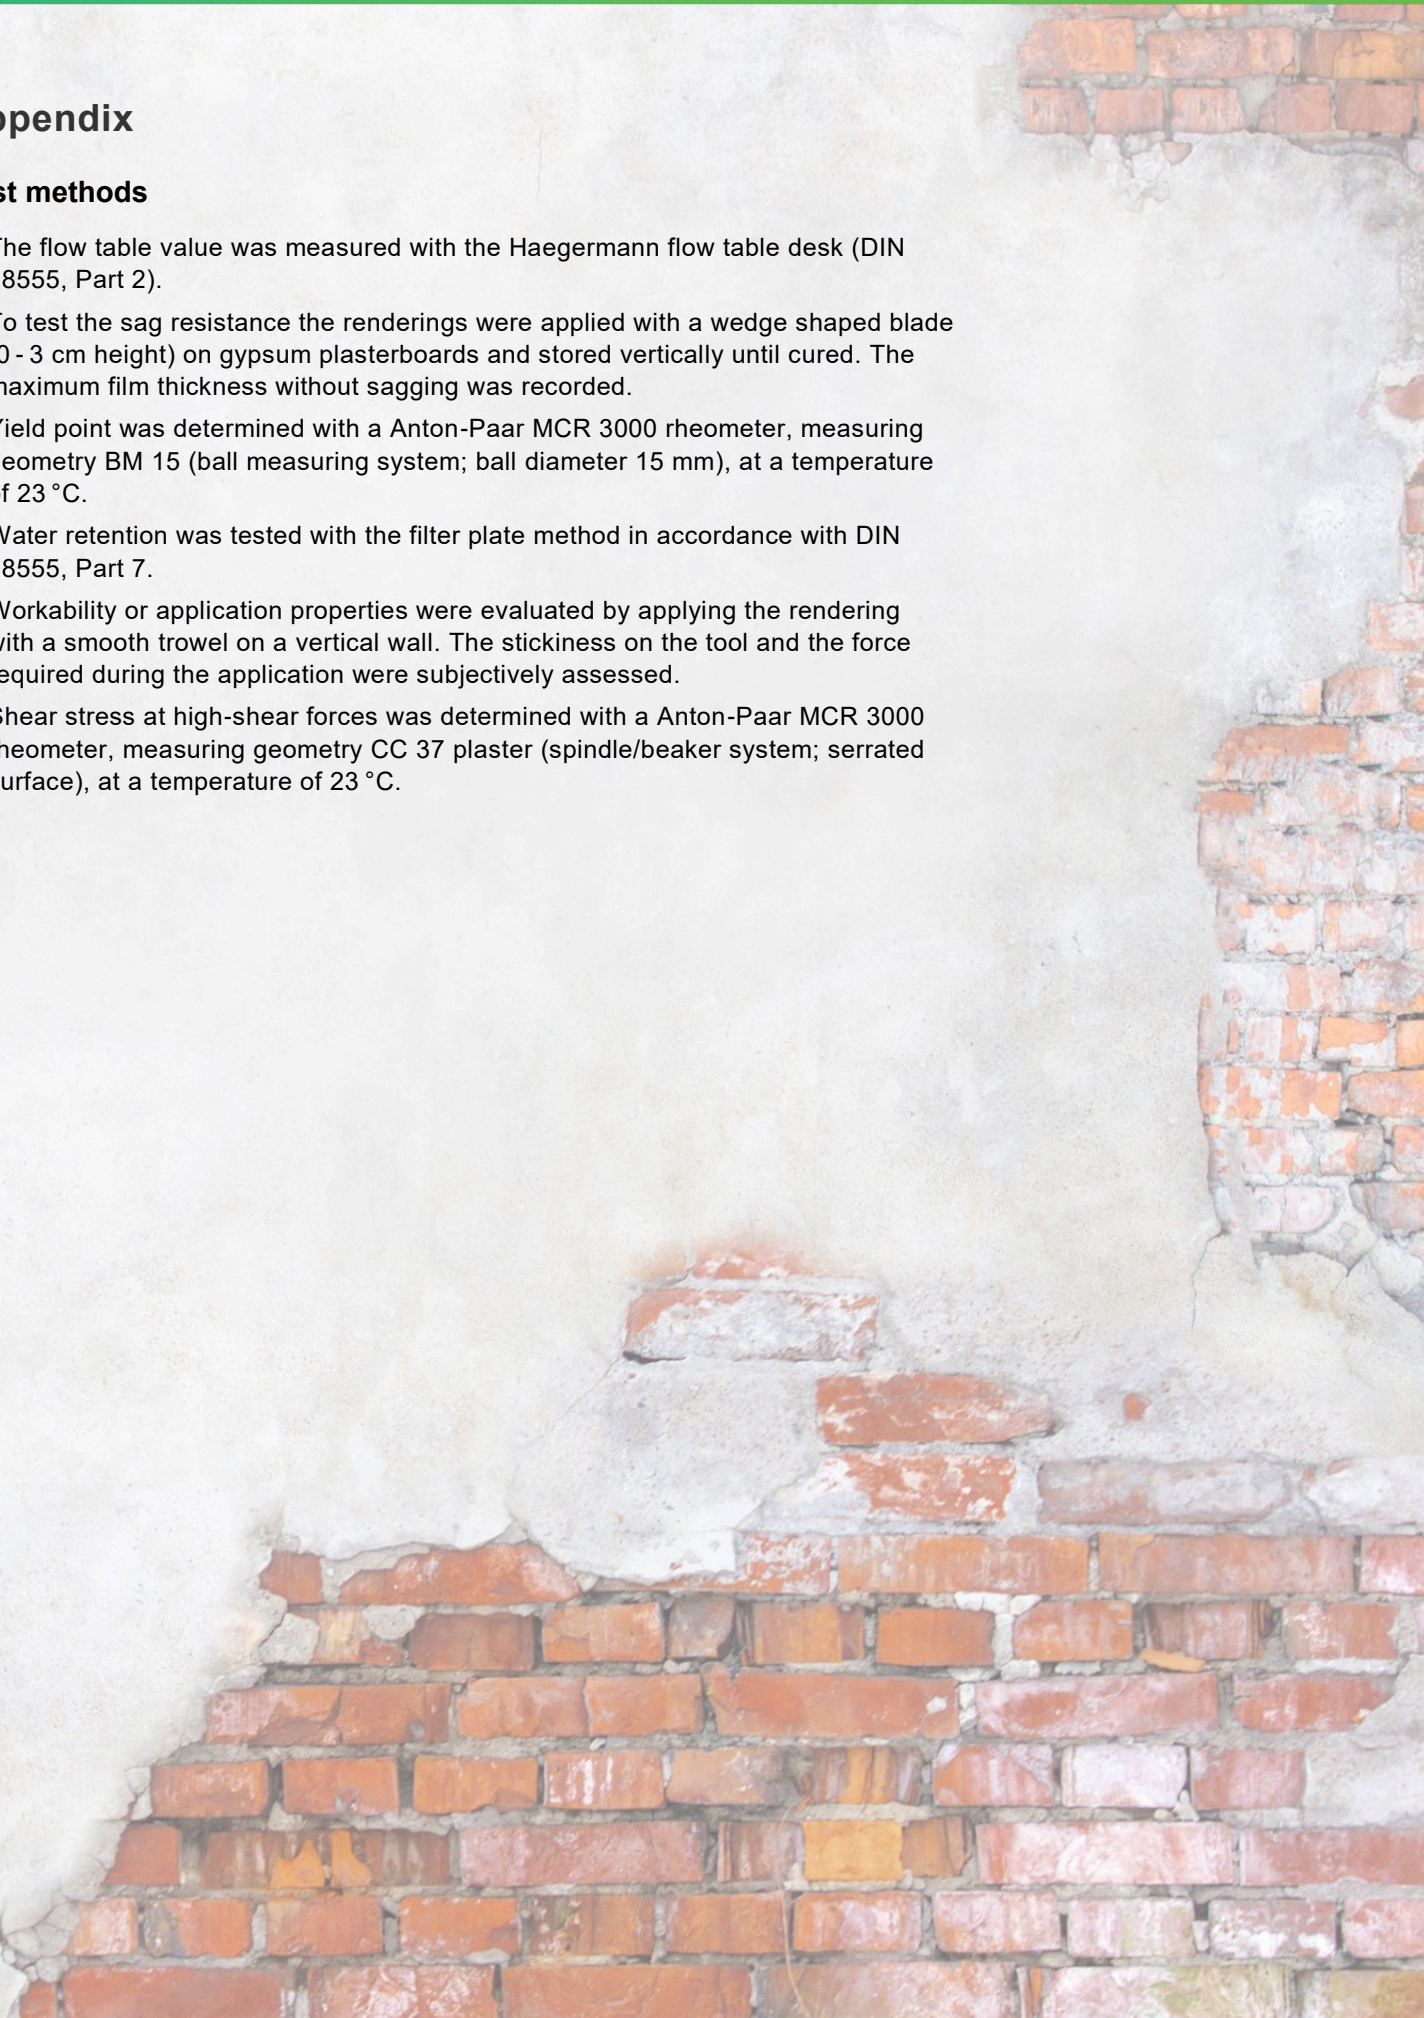 ppendix
st methods
The flow table value was measured with the Haegermann flow table desk (DIN
8555, Part 2).
To test the sag resistance the renderings were applied with a wedge shaped blade
0 - 3 cm height) on gypsum plasterboards and stored vertically until cured. The
maximum film thickness without sagging was recorded.
Yield point was determined with a Anton-Paar MCR 3000 rheometer, measuring
eometry BM 15 (ball measuring system; ball diameter 15 mm), at a temperature
of 23 °C.
Water retention was tested with the filter plate method in accordance with DIN
8555, Part 7.
Workability or application properties were evaluated by applying the rendering
with a smooth trowel on a vertical wall. The stickiness on the tool and the force
equired during the application were subjectively assessed.
Shear stress at high-shear forces was determined with a Anton-Paar MCR 3000
rheometer, measuring geometry CC 37 plaster (spindle/beaker system; serrated
urface), at a temperature of 23 °C.